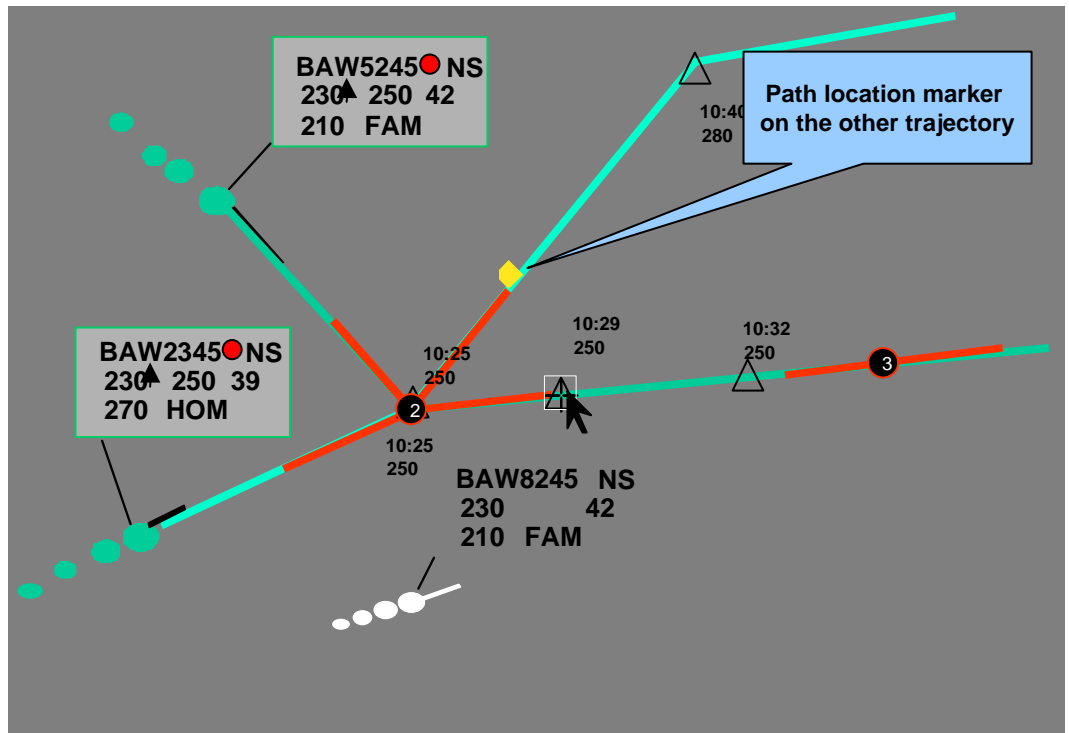 BAW5245 NS
230 250 42
210 FAM
Path location marker
on the other trajectory
10:40
280
10:29
250
10:32
250
BAW2345 NS
230 250 39
270 HOM
10:25
250
3
2
10:25
250
BAW8245 NS
230 42
210 FAM